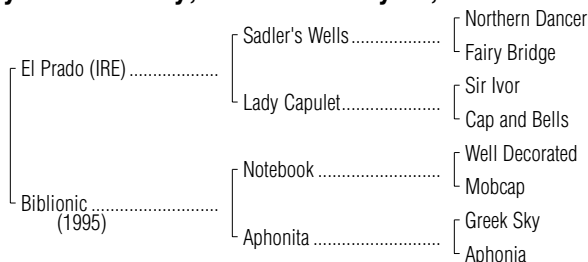 Northern Dancer
Sadler's Wells....................
Fairy Bridge
El Prado (IRE) ....................
Sir Ivor
Lady Capulet......................
Cap and Bells
Well Decorated
Notebook ..........................
Mobcap
Biblionic ............................
(1995)
Greek Sky
Aphonita ...........................
Aphonia